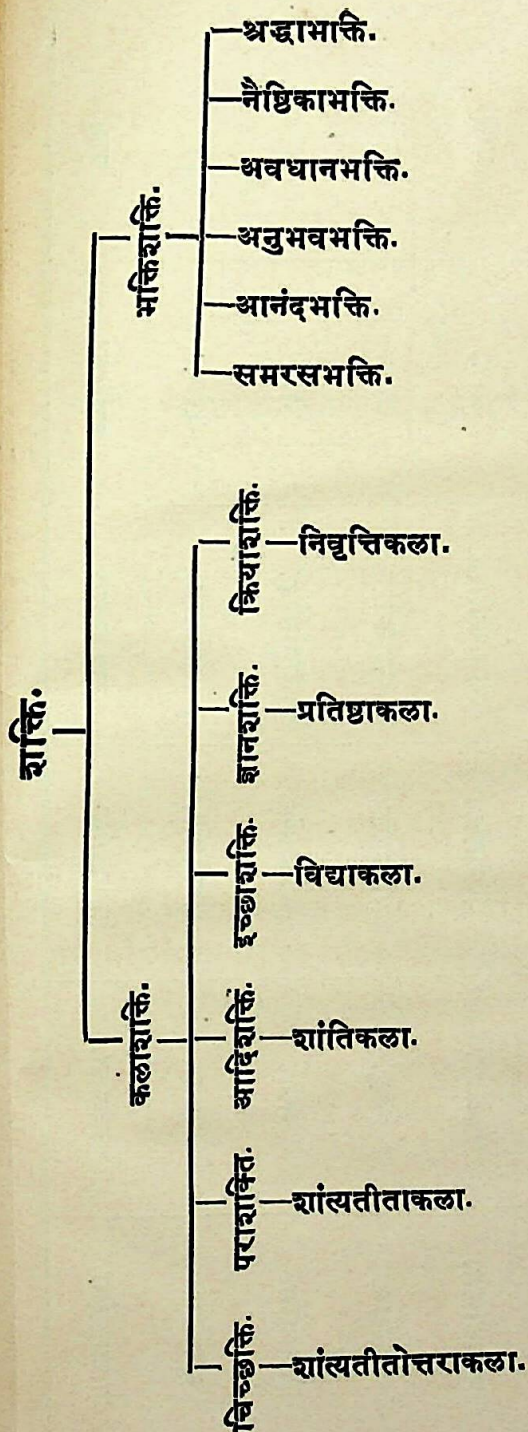 शक्ति.
भक्तिशक्ति.
श्रद्धाभक्ति.
नैष्ठिकाभक्ति.
अवधानभक्ति.
अनुभवभक्ति.
आनंदभक्ति.
समरसभक्ति.
कलाशक्ति.
क्रियाशक्ति.
निवृत्तिकला.
ज्ञानशक्ति.
प्रतिष्ठाकला.
इच्छाशक्ति.
विद्याकला.
आदिशक्ति.
शांतिकला.
पराशक्ति.
शांत्यतीताकला.
चिच्छक्ति.
शांत्यतीतोत्तराकला.